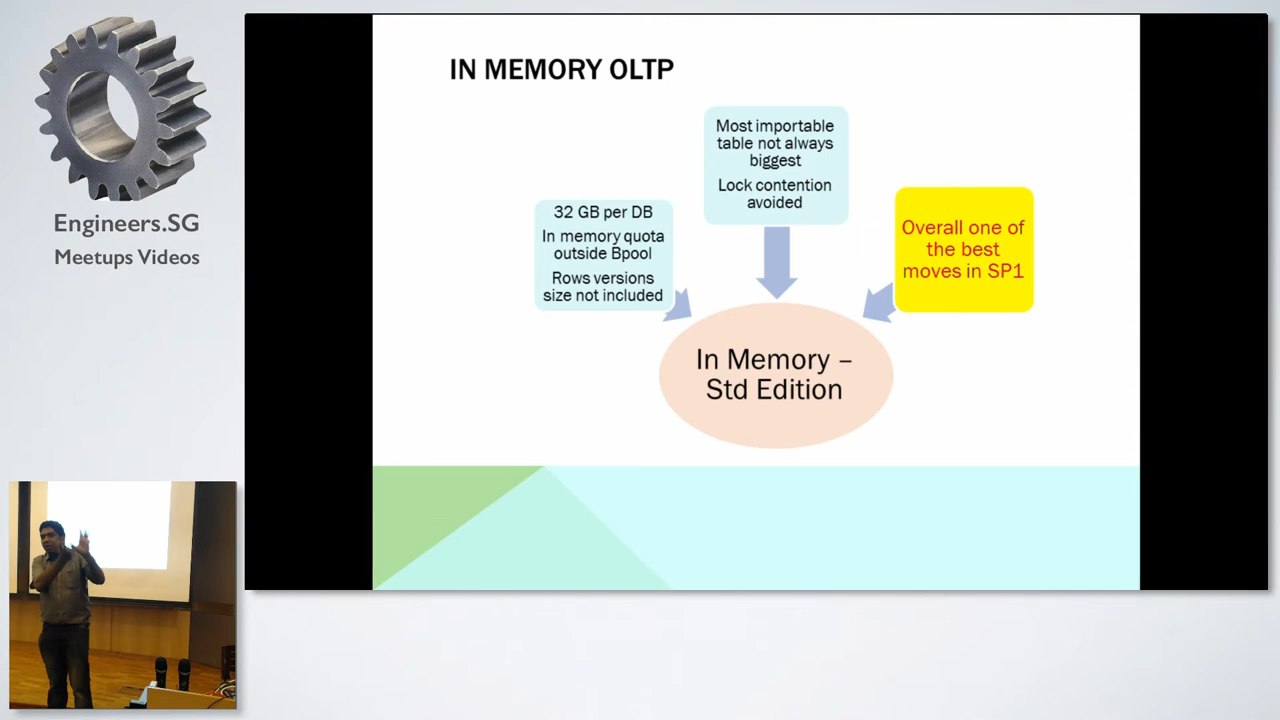 Engineers.SG
Meetups Videos
IN MEMORY OLTP
32 GB per DB
In memory quota
outside Bpool
Rows versions
size not included
Most importable
table not always
biggest
Lock contention
avoided
Overall one of
the best
moves in SP1
In Memory –
Std Edition